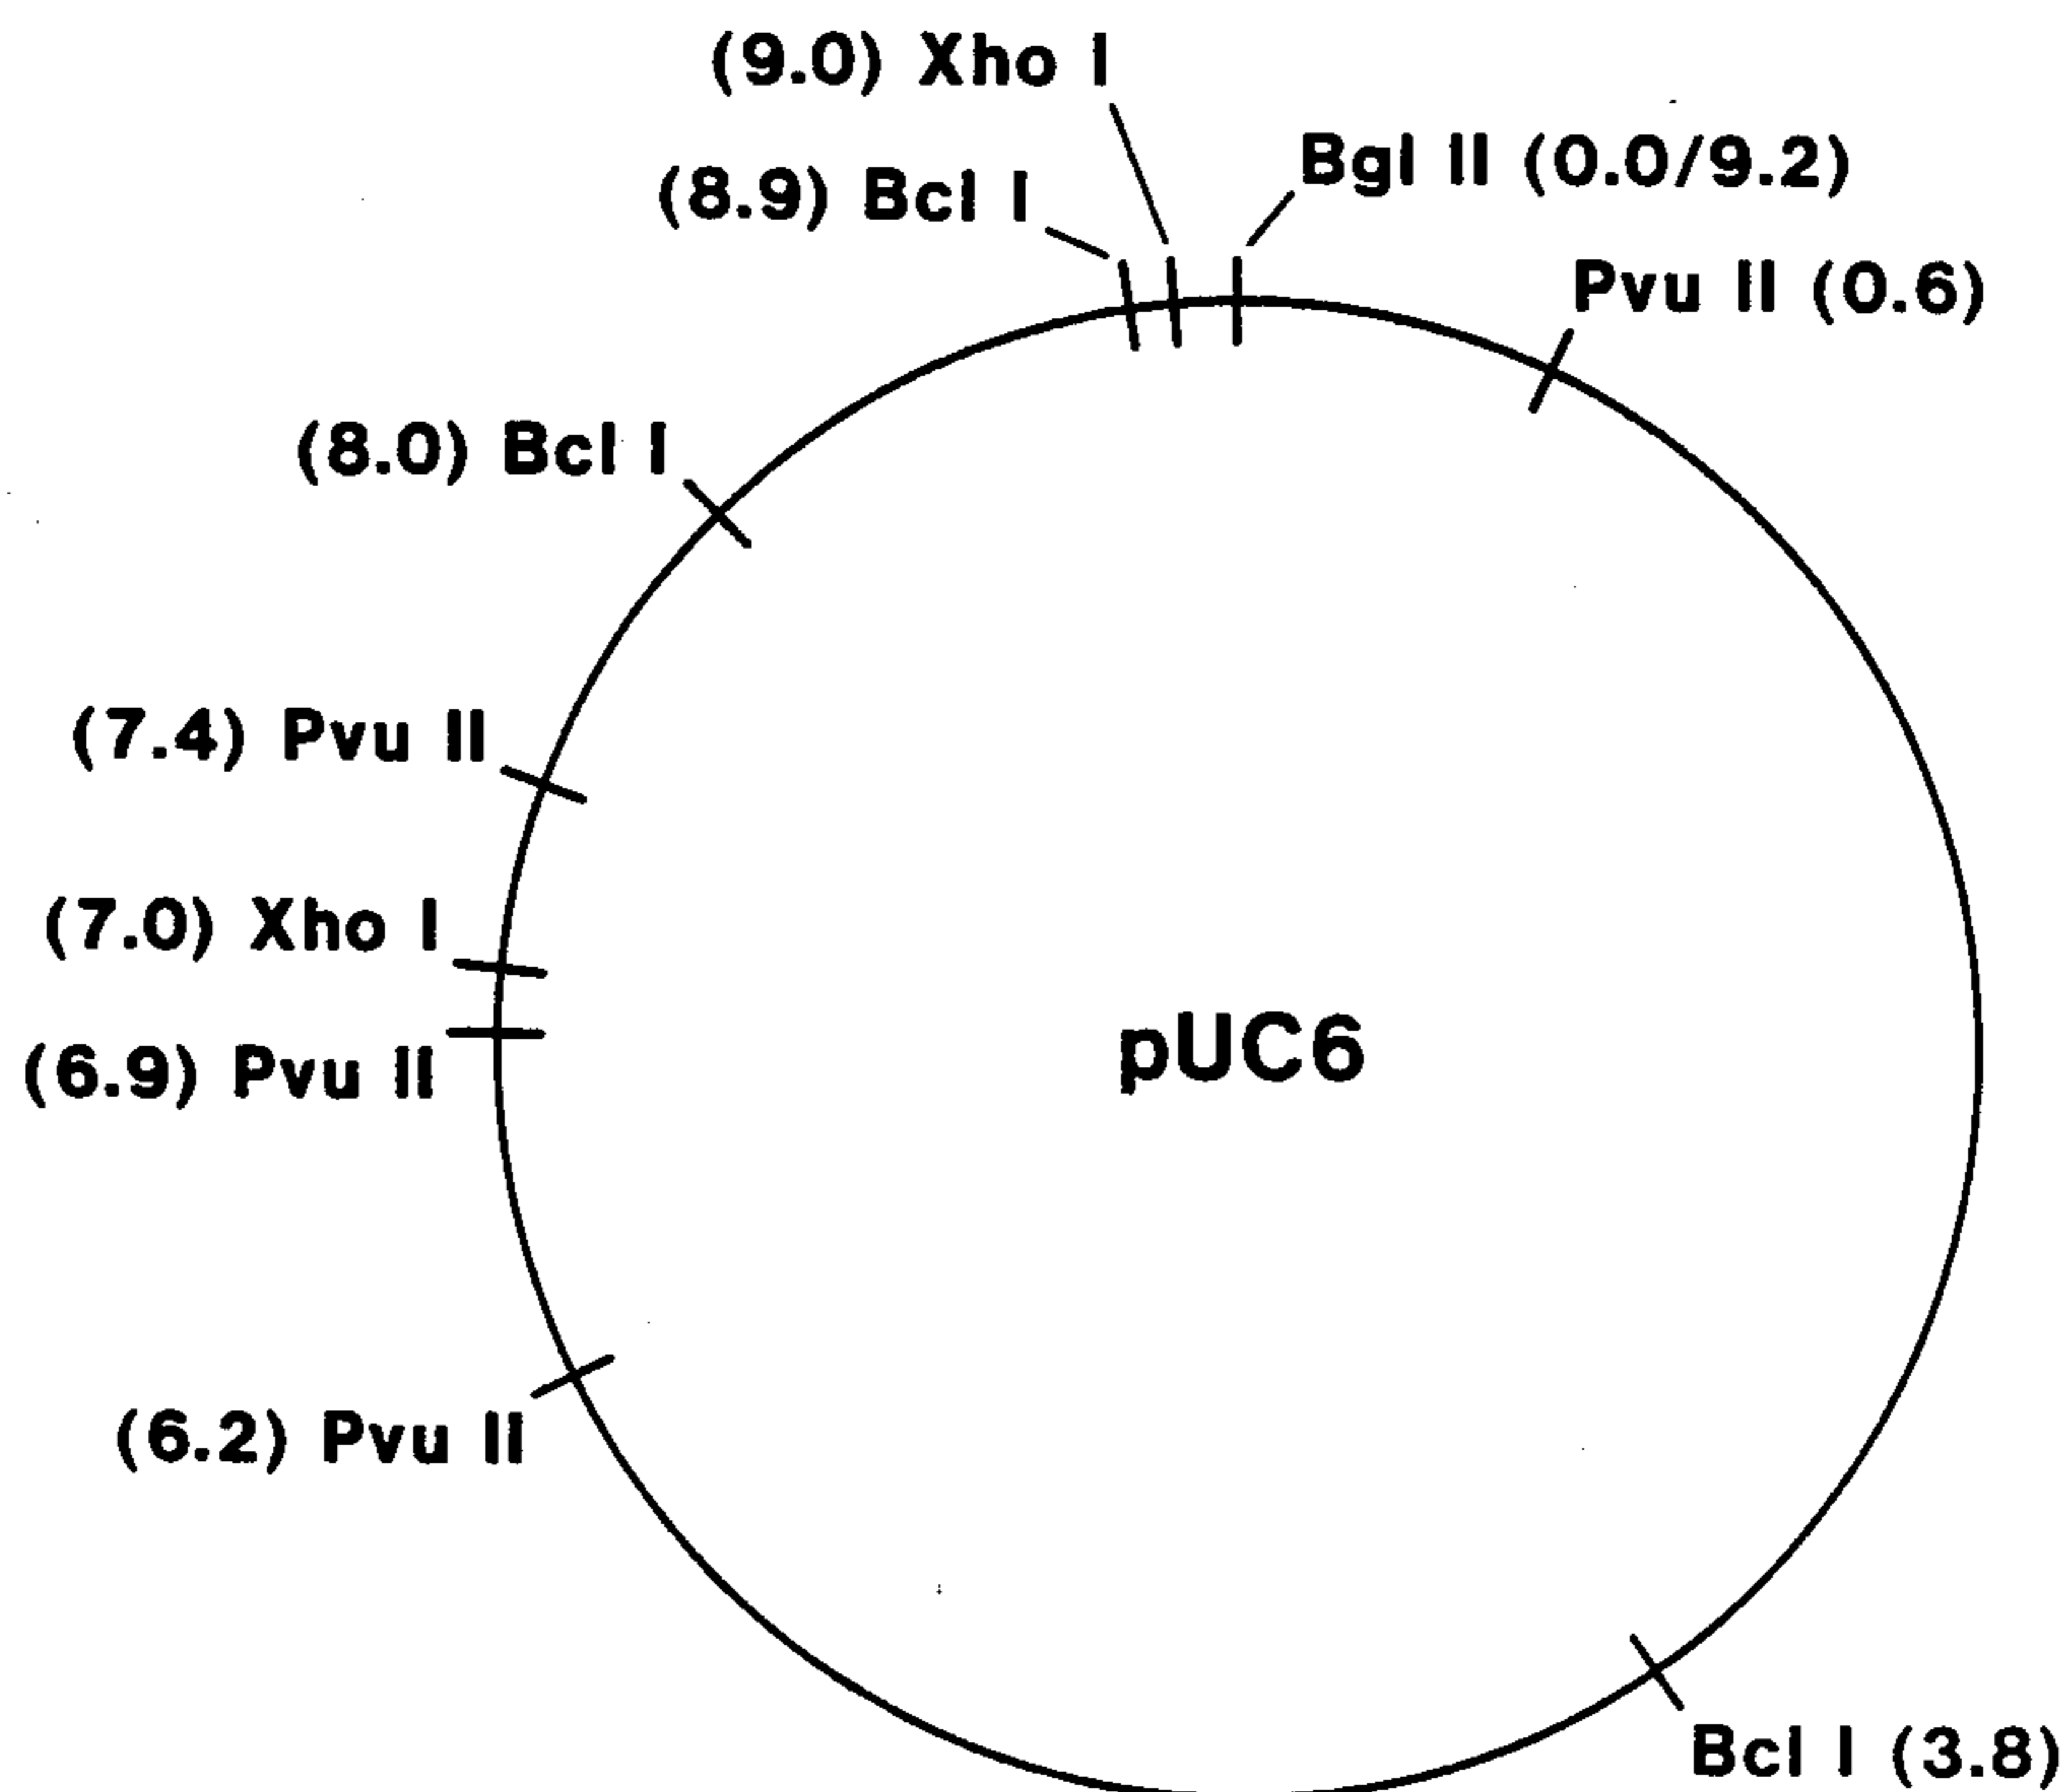 (9.0) Xho I
Bgl II (0.0/9.2)
(8.9) Bcl I
Pvu II (0.6)
(8.0) Bcl I
(7.4) Pvu II
(7.0) Xho I
pUC6
(6.9) Pvu II
(6.2) Pvu II
Bcl I (3.8)